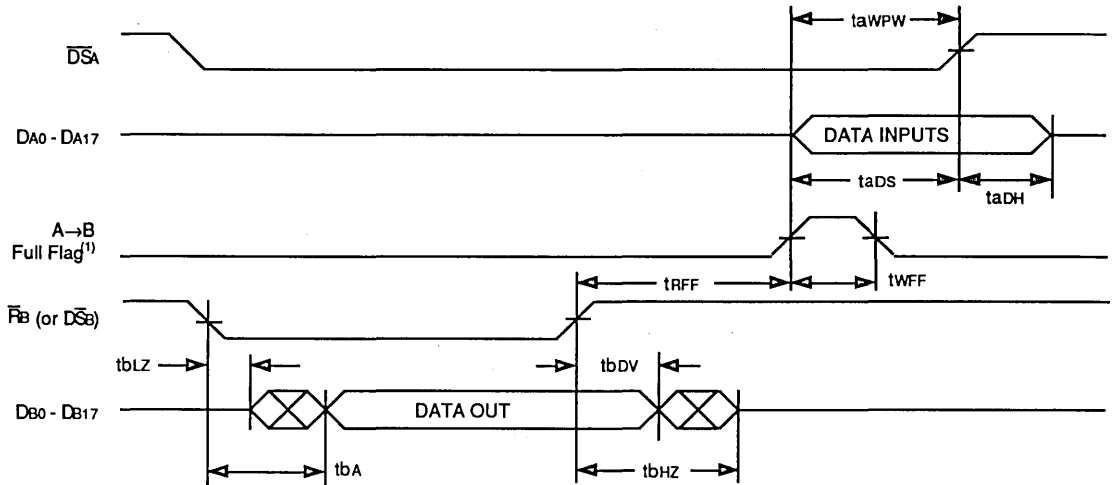 taWPW
DSA
DA0 - DA17
DATA INPUTS
taDS
taDH
A→B
Full Flag(1)
tRFF
tWFF
RB (or DSB)
tbLZ
tbDV
DB0 - DB17
DATA OUT
tbA
tbHZ